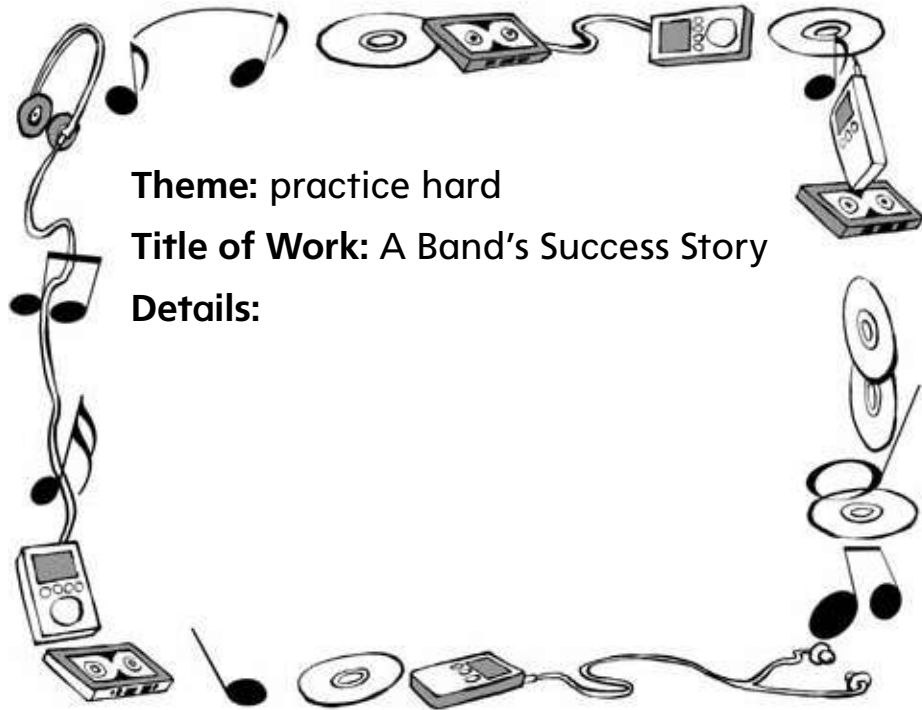 Theme: practice hard
Title of Work: A Band’s Success Story
Details: